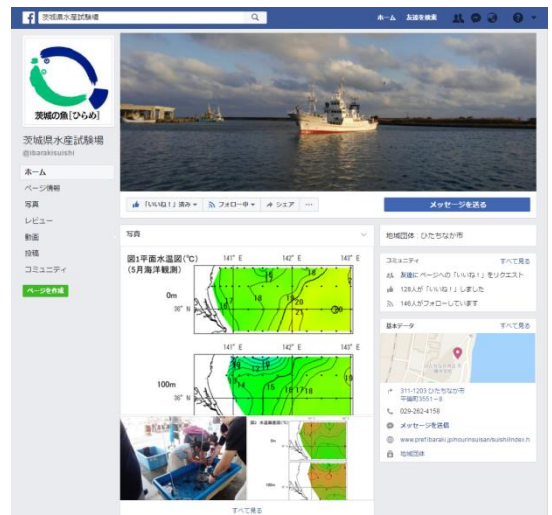 茨城県水産試験場
ホーム
友達を検索
茨城の魚[ひらめ]
茨城県水産試験場
@ibarakisuishi
ホーム
ページ情報
写真
レビュー
動画
投稿
コミュニティ
ページを作成
「いいね!」済み
フォロー中
シェア
メッセージを送る
写真
図1平面水温図(℃)
(5月海洋観測)
141° E
142° E
143° E
0m
36° N
17
18
19
20
21
141° E
142° E
143° E
100m
36° N
すべて見る
地域団体 ひたちなか市
コミュニティ
すべて見る
友達に ページへの「いいね!」をリクエスト
128人が「いいね!」しました
146人がフォローしています
基本データ
すべて見る
311-1203 ひたちなか市
平磯町3551-8
029-262-4158
メッセージを送信
地域団体